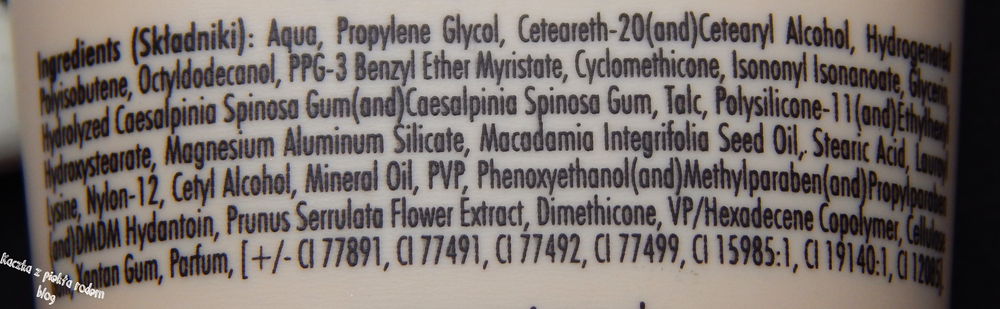 Ingredients (Składniki): Aqua, Propylene Glycol, Ceteareth-20(and)Cetearyl Alcohol, Hydrogenated
Polyisobutene, Octyldodecanol, PPG-3 Benzyl Ether Myristate, Cyclomethicone, Isononyl Isonanoate, Glycerin,
Hydrolyzed Caesalpinia Spinosa Gum(and)Caesalpinia Spinosa Gum, Talc, Polysilicone-11(and)Ethylhexyl
Hydroxystearate, Magnesium Aluminum Silicate, Macadamia Integrifolia Seed Oil,. Stearic Acid, Lauroyl
Lysine, Nylon-12, Cetyl Alcohol, Mineral Oil, PVP, Phenoxyethanol(and)Methylparaben(and)Propylparaben
(and)DMDM Hydantoin, Prunus Serrulata Flower Extract, Dimethicone, VP/Hexadecene Copolymer, Cellulose
Xantan Gum, Parfum, [+/- CI 77891, CI 77491, CI 77492, CI 77499, CI 15985:1, CI 19140:1, CI 12085]
Kaczka z piekła rodem
blog